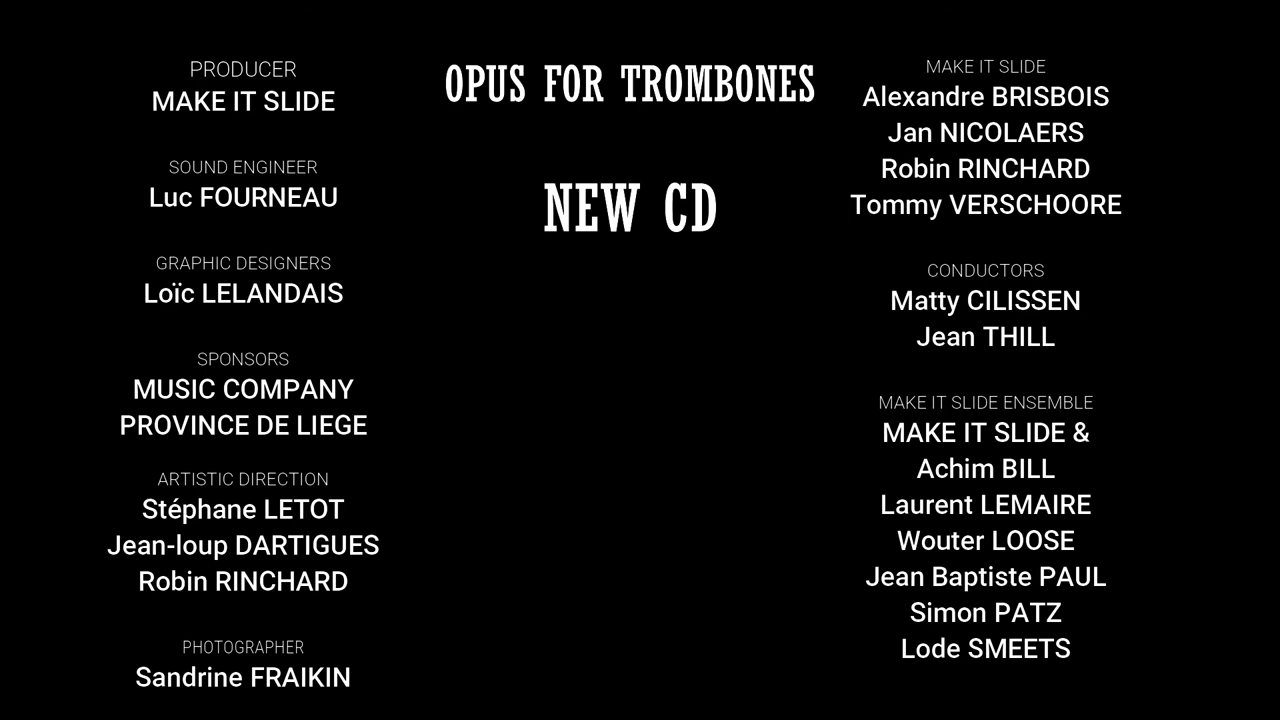 PRODUCER
MAKE IT SLIDE
SOUND ENGINEER
Luc FOURNEAU
GRAPHIC DESIGNERS
Loïc LELANDAIS
SPONSORS
MUSIC COMPANY
PROVINCE DE LIEGE
ARTISTIC DIRECTION
Stéphane LETOT
Jean-loup DARTIGUES
Robin RINCHARD
PHOTOGRAPHER
Sandrine FRAIKIN
OPUS FOR TROMBONES
NEW CD
MAKE IT SLIDE
Alexandre BRISBOIS
Jan NICOLAERS
Robin RINCHARD
Tommy VERSCHOORE
CONDUCTORS
Matty CILISSEN
Jean THILL
MAKE IT SLIDE ENSEMBLE
MAKE IT SLIDE &
Achim BILL
Laurent LEMAIRE
Wouter LOOSE
Jean Baptiste PAUL
Simon PATZ
Lode SMEETS